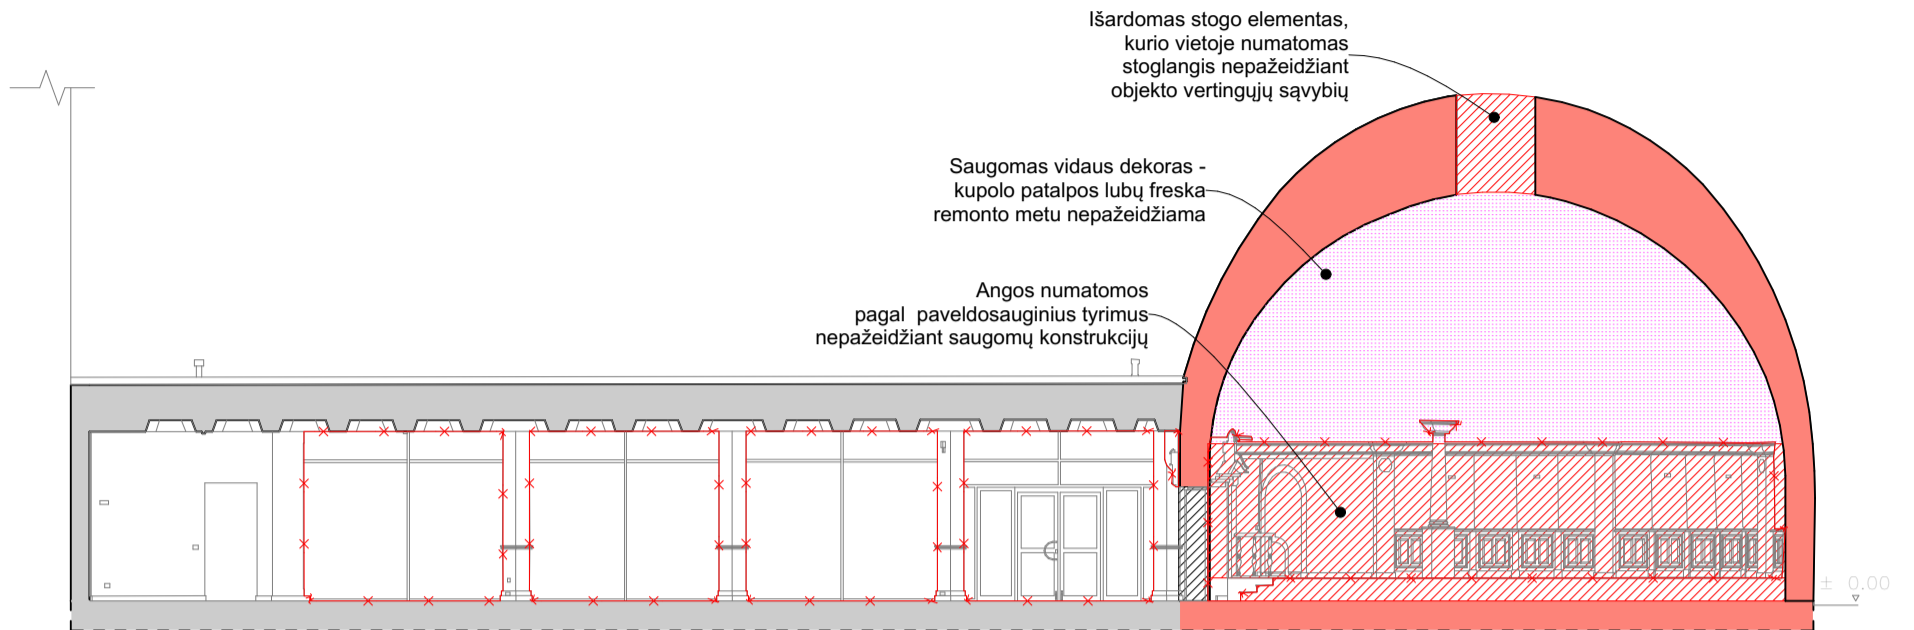 Išardomas stogo elementas,
kurio vietoje numatomas
stoglangis nepažeidžiant
objekto vertingųjų sąvybių
Saugomas vidaus dekoras -
kupolo patalpos lubų freska
remonto metu nepažeidžiama
Angos numatomos
pagal paveldosauginius tyrimus
nepažeidžiant saugomų konstrukcijų
± 0.00